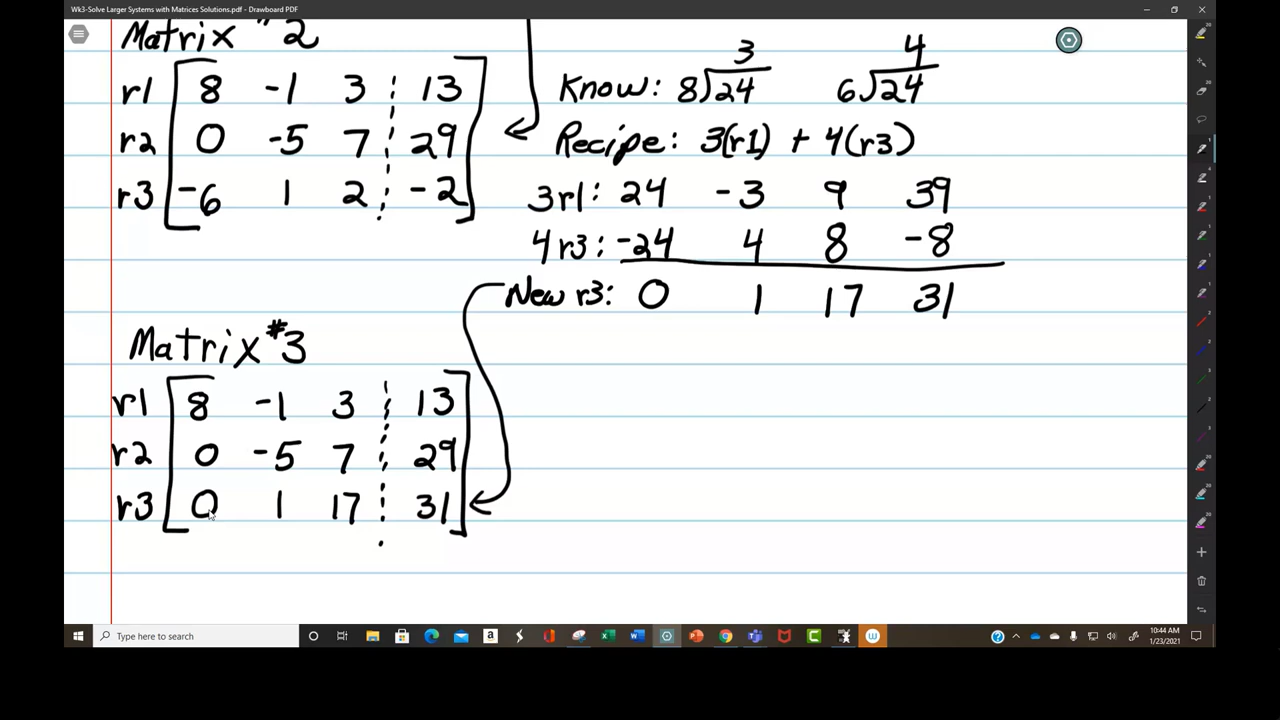 Wk3-Solve Larger Systems with Matrices Solutions.pdf - Drawboard PDF
Matrix #2
r1 8 -1 3 13
r2 0 -5 7 29
r3 -6 1 2 -2
3 4
Know: 8)24 6)24
Recipe: 3(r1) + 4(r3)
3r1: 24 -3 9 39
4r3: -24 4 8 -8
New r3: 0 1 17 31
Matrix #3
r1 8 -1 3 13
r2 0 -5 7 29
r3 0 1 17 31
Type here to search
10:44 AM
1/23/2021